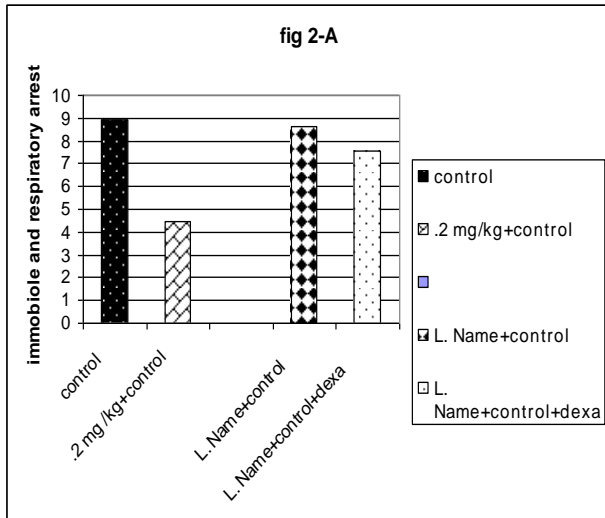 fig 2-A
immobiole and respiratory arrest
10
9
8
7
6
5
4
3
2
1
0
control
.2 mg /kg+control
L. Name+control
L. Name+control+dexa
control
.2 mg/kg+control
L. Name+control
L.
Name+control+dexa